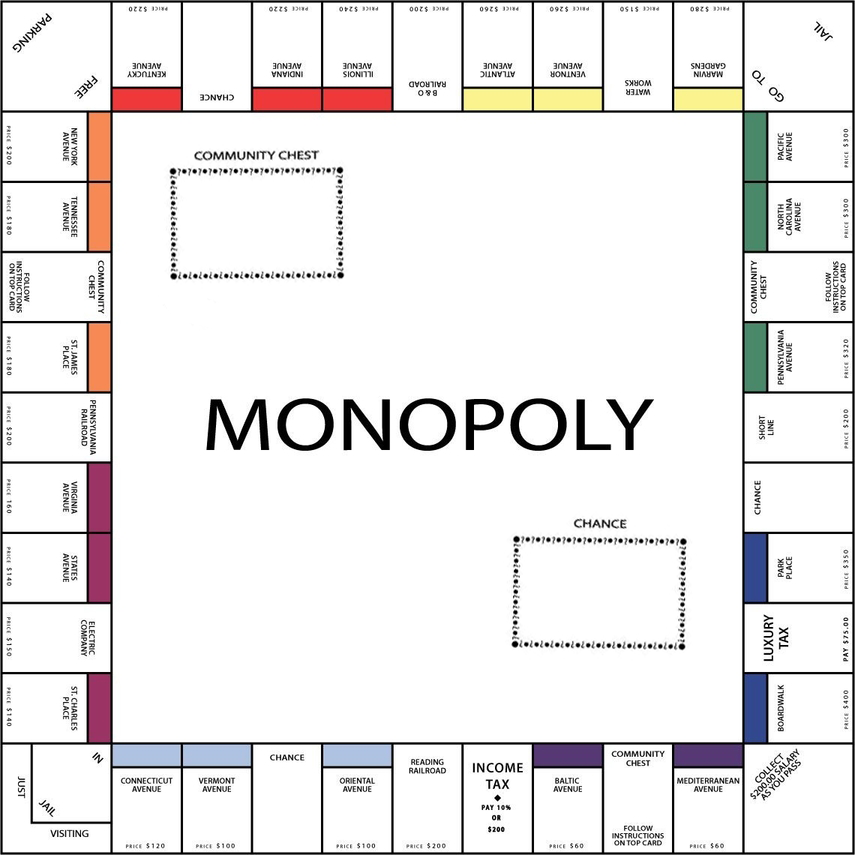 PRICE $220
KENTUCKY
AVENUE
CHANCE
PRICE $220
INDIANA
AVENUE
PRICE $240
ILLINOIS
AVENUE
PRICE $200
B & O
RAILROAD
PRICE $260
ATLANTIC
AVENUE
PRICE $260
VENTNOR
AVENUE
PRICE $150
WATER
WORKS
PRICE $280
MARVIN
GARDENS
FREE
PARKING
GO TO
JAIL
NEW YORK
AVENUE
PRICE $200
TENNESSEE
AVENUE
PRICE $180
COMMUNITY
CHEST
FOLLOW
INSTRUCTIONS
ON TOP CARD
ST. JAMES
PLACE
PRICE $180
PENNSYLVANIA
RAILROAD
PRICE $200
VIRGINIA
AVENUE
PRICE 160
STATES
AVENUE
PRICE $140
ELECTRIC
COMPANY
PRICE $150
ST. CHARLES
PLACE
PRICE $140
COMMUNITY CHEST
MONOPOLY
CHANCE
PACIFIC
AVENUE
PRICE $300
NORTH
CAROLINA
AVENUE
PRICE $300
COMMUNITY
CHEST
FOLLOW
INSTRUCTIONS
ON TOP CARD
PENNSYLVANIA
AVENUE
PRICE $320
SHORT
LINE
PRICE $200
CHANCE
PARK
PLACE
PRICE $350
LUXURY
TAX
PAY $75.00
BOARDWALK
PRICE $400
IN
JAIL
JUST
VISITING
CONNECTICUT
AVENUE
PRICE $120
VERMONT
AVENUE
PRICE $100
CHANCE
ORIENTAL
AVENUE
PRICE $100
READING
RAILROAD
PRICE $200
INCOME
TAX
PAY 10%
OR
$200
BALTIC
AVENUE
PRICE $60
COMMUNITY
CHEST
FOLLOW
INSTRUCTIONS
ON TOP CARD
MEDITERRANEAN
AVENUE
PRICE $60
COLLECT
$200.00 SALARY
AS YOU PASS